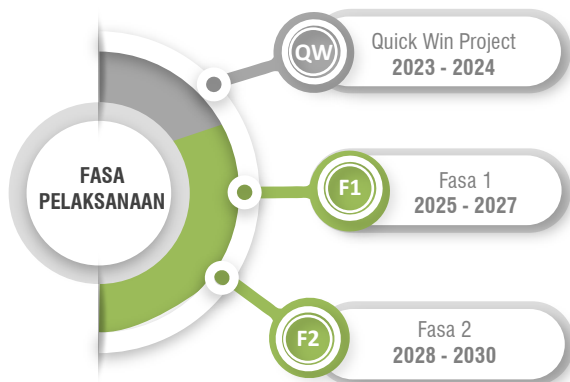 FASA
PELAKSANAAN
QW
Quick Win Project
2023 - 2024
F1
Fasa 1
2025 - 2027
F2
Fasa 2
2028 - 2030